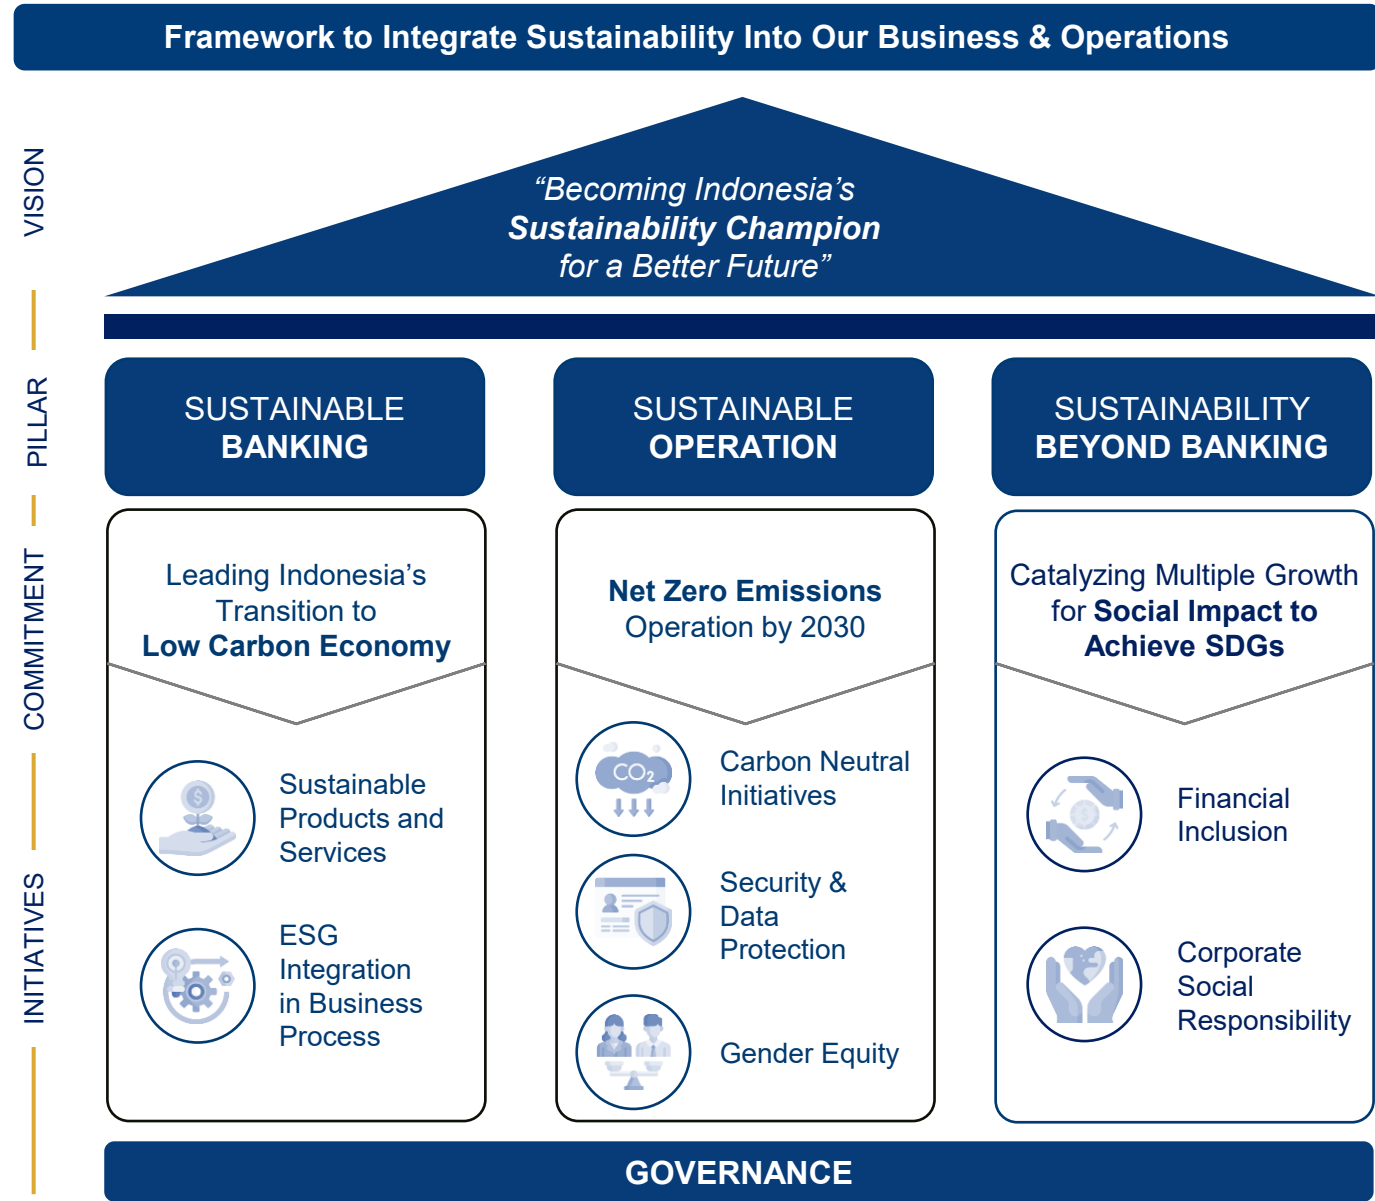 Framework to Integrate Sustainability Into Our Business & Operations
VISION
“Becoming Indonesia’s
Sustainability Champion
for a Better Future”
PILLAR
SUSTAINABLE
BANKING
SUSTAINABLE
OPERATION
SUSTAINABILITY
BEYOND BANKING
COMMITMENT
Leading Indonesia’s
Transition to
Low Carbon Economy
Net Zero Emissions
Operation by 2030
Catalyzing Multiple Growth
for Social Impact to
Achieve SDGs
INITIATIVES
Sustainable
Products and
Services
ESG
Integration
in Business
Process
CO2
Carbon Neutral
Initiatives
Security &
Data
Protection
Gender Equity
Financial
Inclusion
Corporate
Social
Responsibility
GOVERNANCE